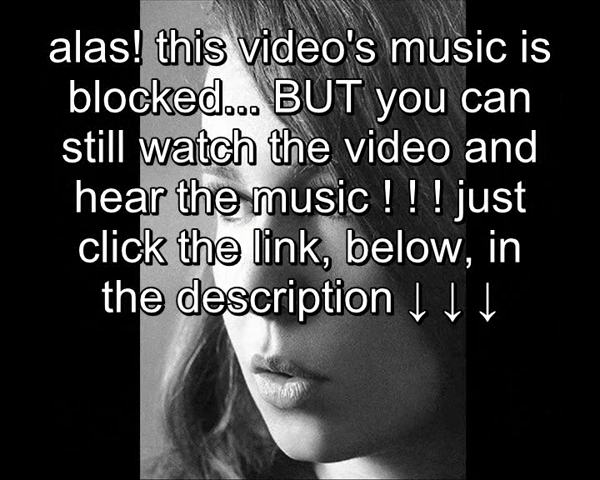 alas! this video's music is
blocked... BUT you can
still watch the video and
hear the music ! ! ! just
click the link, below, in
the description ↓ ↓ ↓